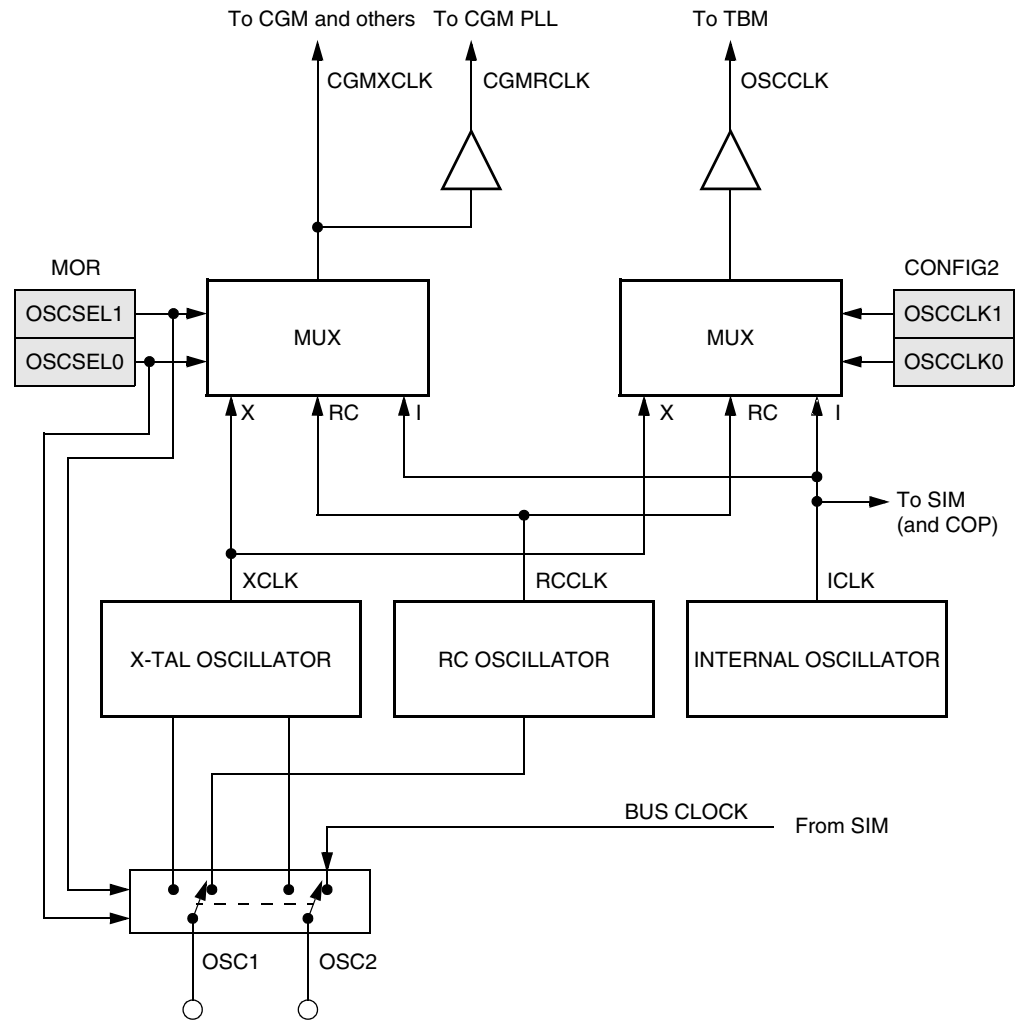 To CGM and others
To CGM PLL
To TBM
CGMXCLK
CGMRCLK
OSCCLK
MOR
CONFIG2
OSCSEL1
OSCSEL0
MUX
MUX
OSCCLK1
OSCCLK0
X
RC
I
X
RC
I
To SIM
(and COP)
XCLK
RCCLK
ICLK
X-TAL OSCILLATOR
RC OSCILLATOR
INTERNAL OSCILLATOR
BUS CLOCK
From SIM
OSC1
OSC2